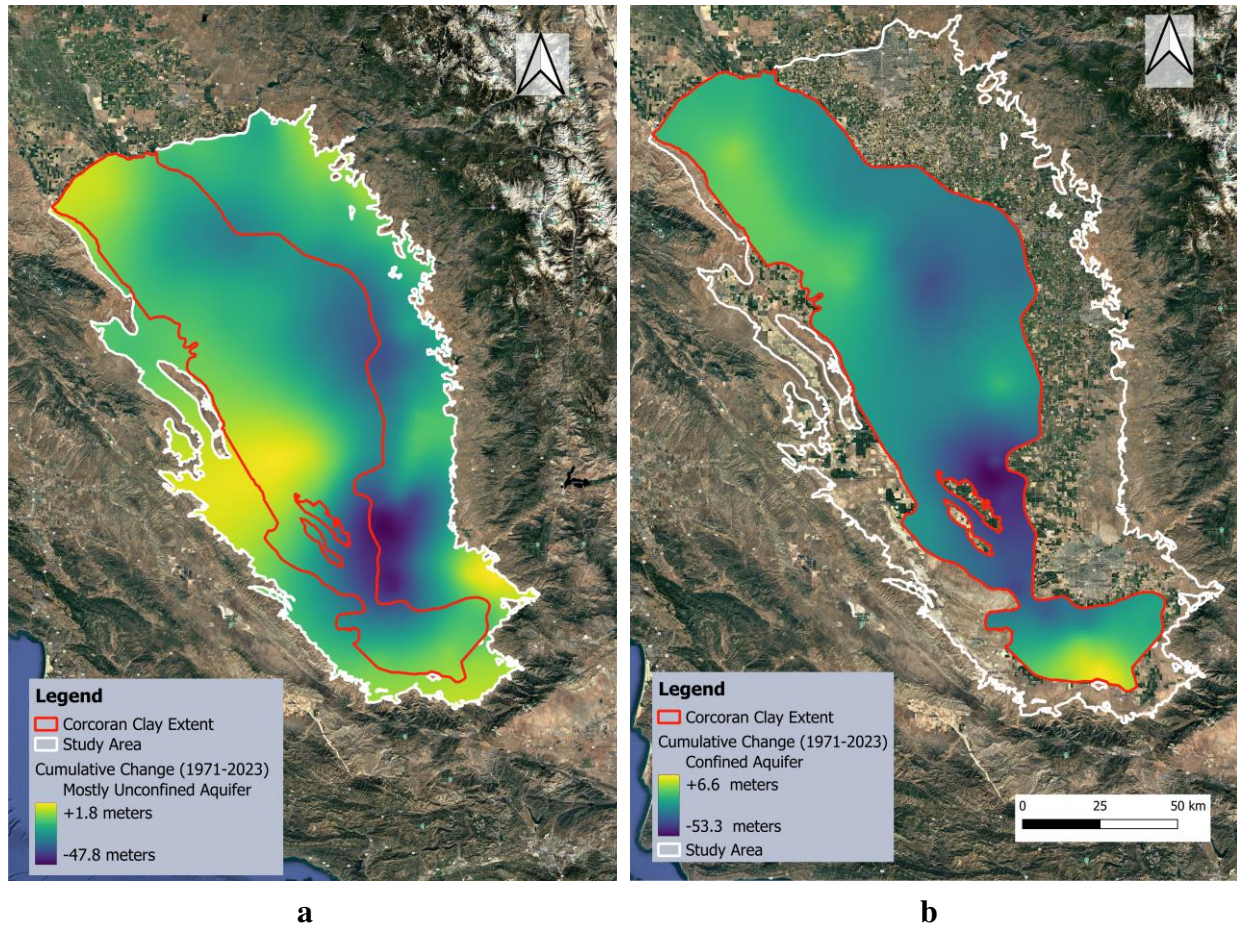 Legend
Corcoran Clay Extent
Study Area
Cumulative Change (1971-2023)
Mostly Unconfined Aquifer
+1.8 meters
-47.8 meters
a
Legend
Corcoran Clay Extent
Cumulative Change (1971-2023)
Confined Aquifer
+6.6 meters
-53.3 meters
Study Area
0 25 50 km
b